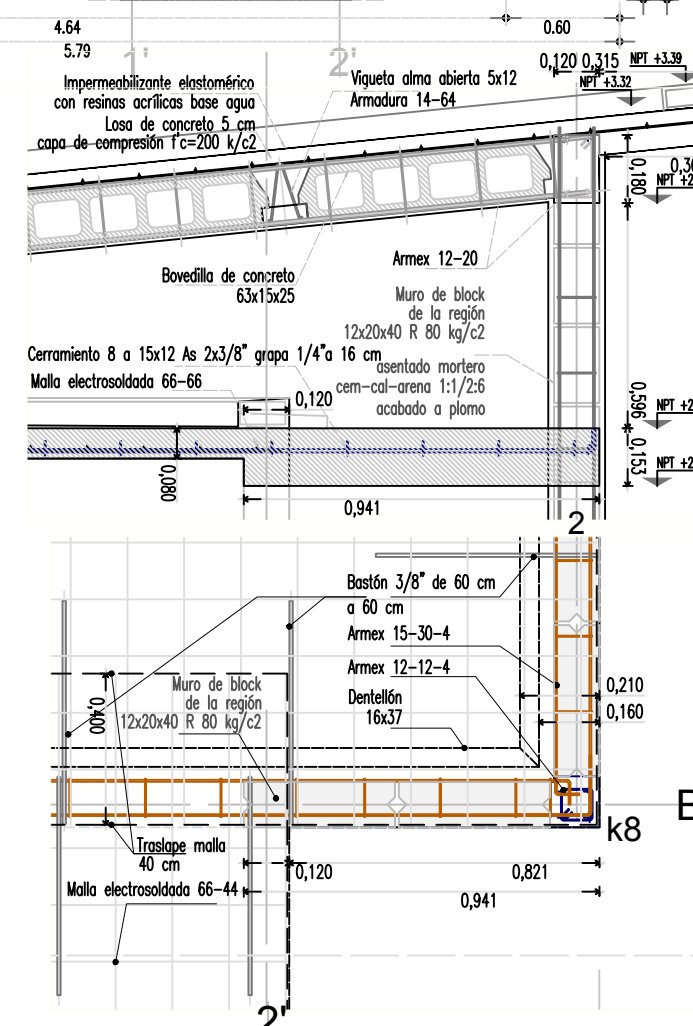 4.64
0.60
5.79
1'
2'
0,120 0,315
NPT +3.39
NPT +3.32
Impermeabilizante elastomérico
con resinas acrílicas base agua
Losa de concreto 5 cm
capa de compresión f'c=200 k/c2
Vigueta alma abierta 5x12
Armadura 14-64
0,180
NPT +2
Armex 12-20
Bovedilla de concreto
63x15x25
Muro de block
de la región
12x20x40 R 80 kg/c2
Cerramiento 8 a 15x12 As 2x3/8" grapa 1/4"a 16 cm
Malla electrosoldada 66-66
asentado mortero
cem-cal-arena 1:1/2:6
acabado a plomo
0,120
0,596
NPT +2
0,080
0,153
NPT +2
0,941
2
Bastón 3/8" de 60 cm
a 60 cm
Armex 15-30-4
Armex 12-12-4
Dentellón
16x37
0,210
0,160
Muro de block
de la región
12x20x40 R 80 kg/c2
0,400
B
k8
Traslape malla
40 cm
Malla electrosoldada 66-44
0,120
0,821
0,941
2'